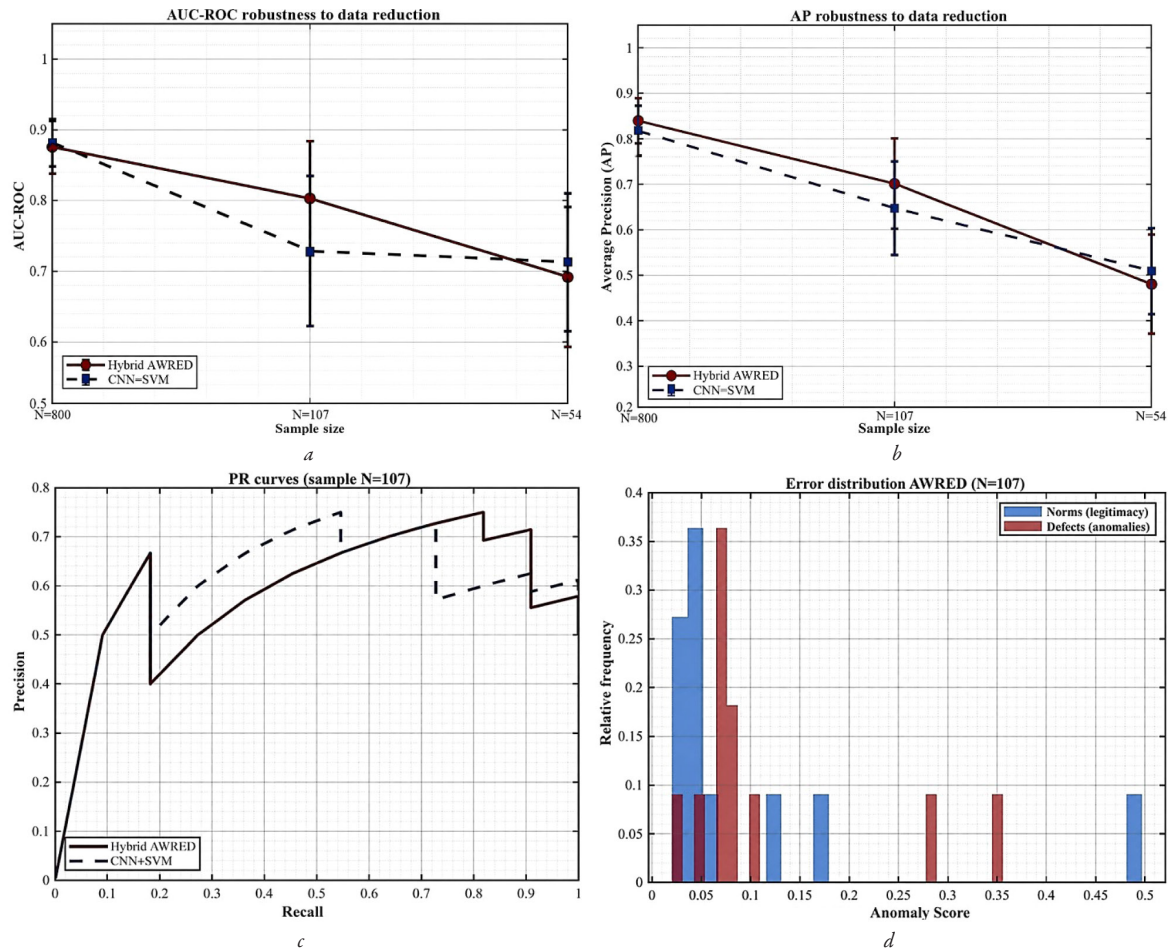 AUC-ROC robustness to data reduction
1
0.9
0.8
0.7
0.6
0.5
AUC-ROC
Hybrid AWRED
CNN=SVM
N=800
N=107
N=54
Sample size
a
AP robustness to data reduction
1
0.9
0.8
0.7
0.6
0.5
0.4
0.3
0.2
Average Precision (AP)
Hybrid AWRED
CNN=SVM
N=800
N=107
N=54
Sample size
b
PR curves (sample N=107)
0.8
0.7
0.6
0.5
0.4
0.3
0.2
0.1
0
Precision
Hybrid AWRED
CNN+SVM
0 0.1 0.2 0.3 0.4 0.5 0.6 0.7 0.8 0.9 1
Recall
c
Error distribution AWRED (N=107)
0.4
0.35
0.3
0.25
0.2
0.15
0.1
0.05
0
Relative frequency
Norms (legitimacy)
Defects (anomalies)
0 0.05 0.1 0.15 0.2 0.25 0.3 0.35 0.4 0.45 0.5
Anomaly Score
d